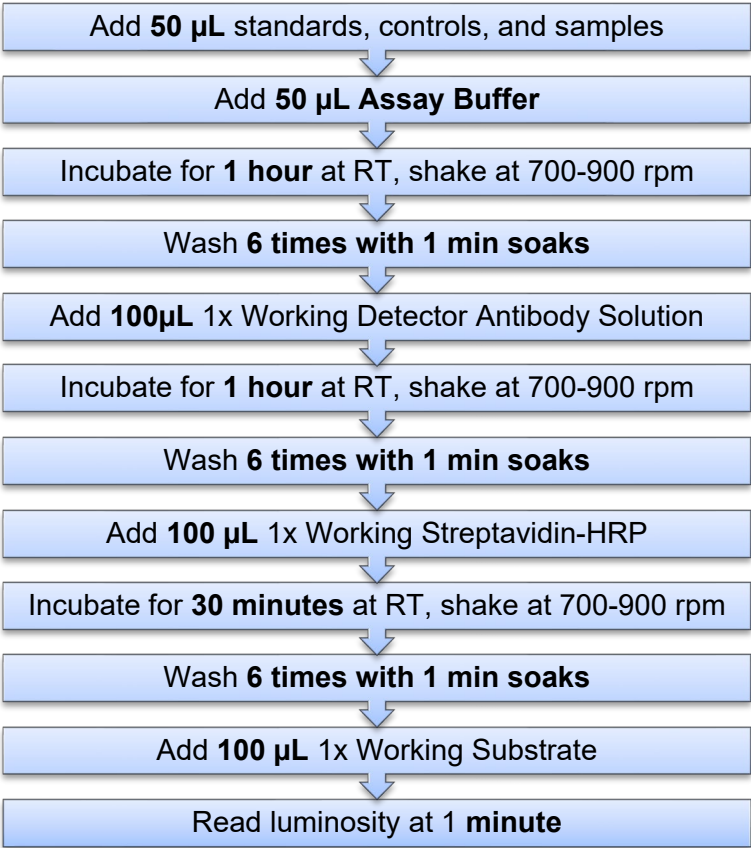 Add 50 µL standards, controls, and samples
Add 50 µL Assay Buffer
Incubate for 1 hour at RT, shake at 700-900 rpm
Wash 6 times with 1 min soaks
Add 100µL 1x Working Detector Antibody Solution
Incubate for 1 hour at RT, shake at 700-900 rpm
Wash 6 times with 1 min soaks
Add 100 µL 1x Working Streptavidin-HRP
Incubate for 30 minutes at RT, shake at 700-900 rpm
Wash 6 times with 1 min soaks
Add 100 µL 1x Working Substrate
Read luminosity at 1 minute